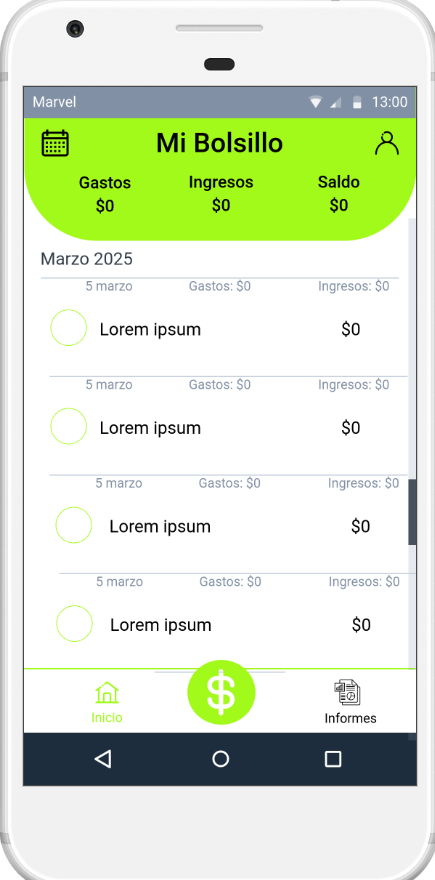 Marvel 13:00
Mi Bolsillo
Gastos Ingresos Saldo
$0 $0 $0
Marzo 2025
5 marzo Gastos: $0 Ingresos: $0
Lorem ipsum $0
5 marzo Gastos: $0 Ingresos: $0
Lorem ipsum $0
5 marzo Gastos: $0 Ingresos: $0
Lorem ipsum $0
5 marzo Gastos: $0 Ingresos: $0
Lorem ipsum $0
$
Inicio Informes